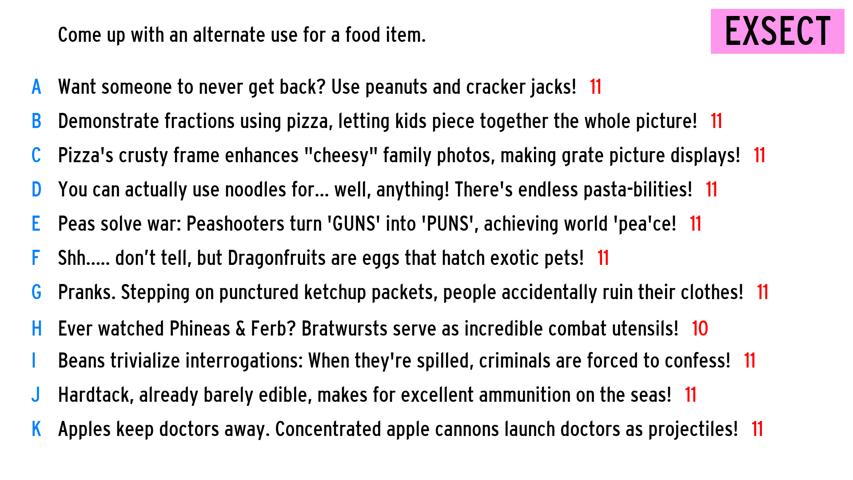 Come up with an alternate use for a food item.
EXSECT
A Want someone to never get back? Use peanuts and cracker jacks! 11
B Demonstrate fractions using pizza, letting kids piece together the whole picture! 11
C Pizza's crusty frame enhances "cheesy" family photos, making grate picture displays! 11
D You can actually use noodles for... well, anything! There's endless pasta-bilities! 11
E Peas solve war: Peashooters turn 'GUNS' into 'PUNS', achieving world 'pea'ce! 11
F Shh..... don’t tell, but Dragonfruits are eggs that hatch exotic pets! 11
G Pranks. Stepping on punctured ketchup packets, people accidentally ruin their clothes! 11
H Ever watched Phineas & Ferb? Bratwursts serve as incredible combat utensils! 10
I Beans trivialize interrogations: When they're spilled, criminals are forced to confess! 11
J Hardtack, already barely edible, makes for excellent ammunition on the seas! 11
K Apples keep doctors away. Concentrated apple cannons launch doctors as projectiles! 11